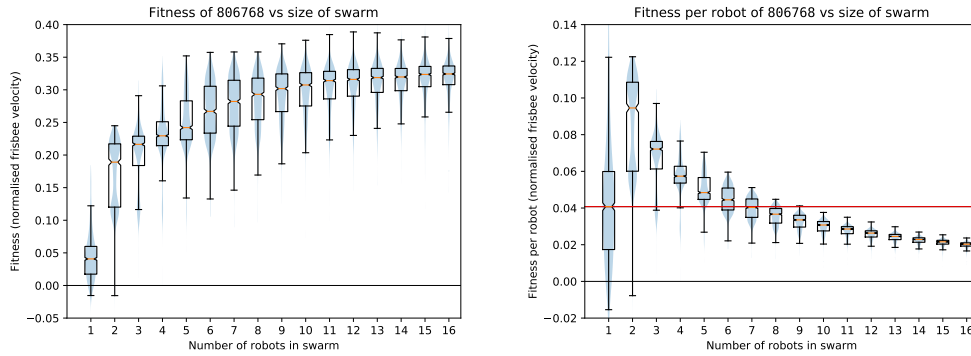 Fitness of 806768 vs size of swarm
0.40
0.35
0.30
0.25
0.20
0.15
0.10
0.05
0.00
−0.05
Fitness (normalised frisbee velocity)
1 2 3 4 5 6 7 8 9 10 11 12 13 14 15 16
Number of robots in swarm
Fitness per robot of 806768 vs size of swarm
0.14
0.12
0.10
0.08
0.06
0.04
0.02
0.00
−0.02
Fitness per robot (normalised frisbee velocity)
1 2 3 4 5 6 7 8 9 10 11 12 13 14 15 16
Number of robots in swarm